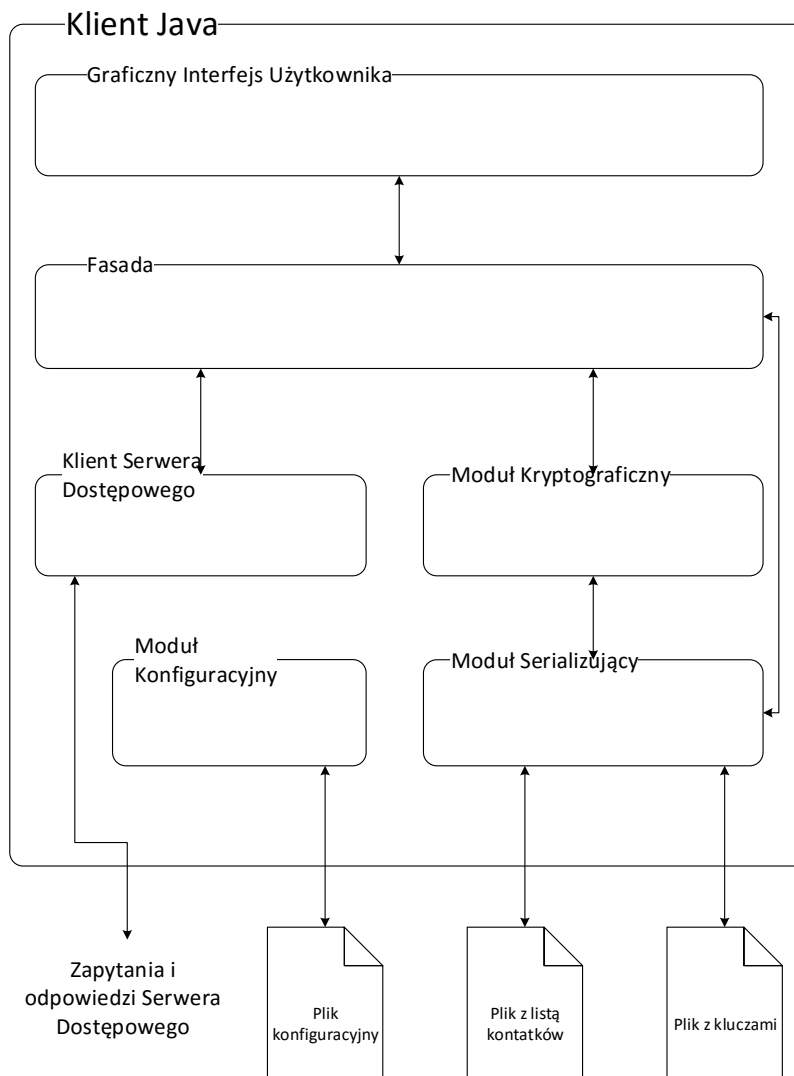 Klient Java
Graficzny Interfejs Użytkownika
Fasada
Klient Serwera
Dostępowego
Moduł Kryptograficzny
Moduł
Konfiguracyjny
Moduł Serializujący
Zapytania i
odpowiedzi Serwera
Dostępowego
Plik
konfiguracyjny
Plik z listą
kontatków
Plik z kluczami